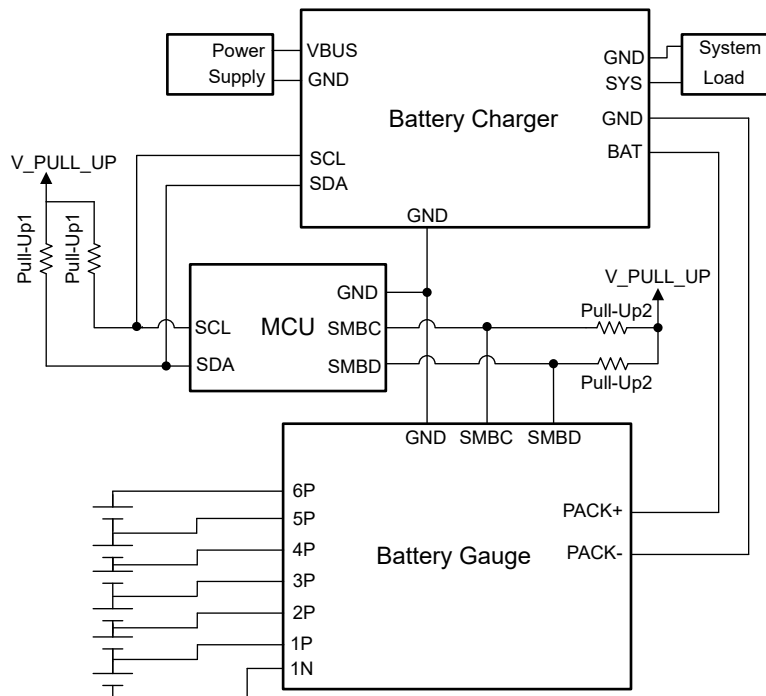 Power
Supply
VBUS
GND
Battery Charger
GND
SYS
GND
BAT
System
Load
SCL
SDA
GND
V_PULL_UP
Pull-Up1
Pull-Up1
MCU
GND
SCL
SMBC
SDA
SMBD
V_PULL_UP
Pull-Up2
Pull-Up2
GND
SMBC
SMBD
6P
5P
4P
3P
2P
1P
1N
Battery Gauge
PACK+
PACK-